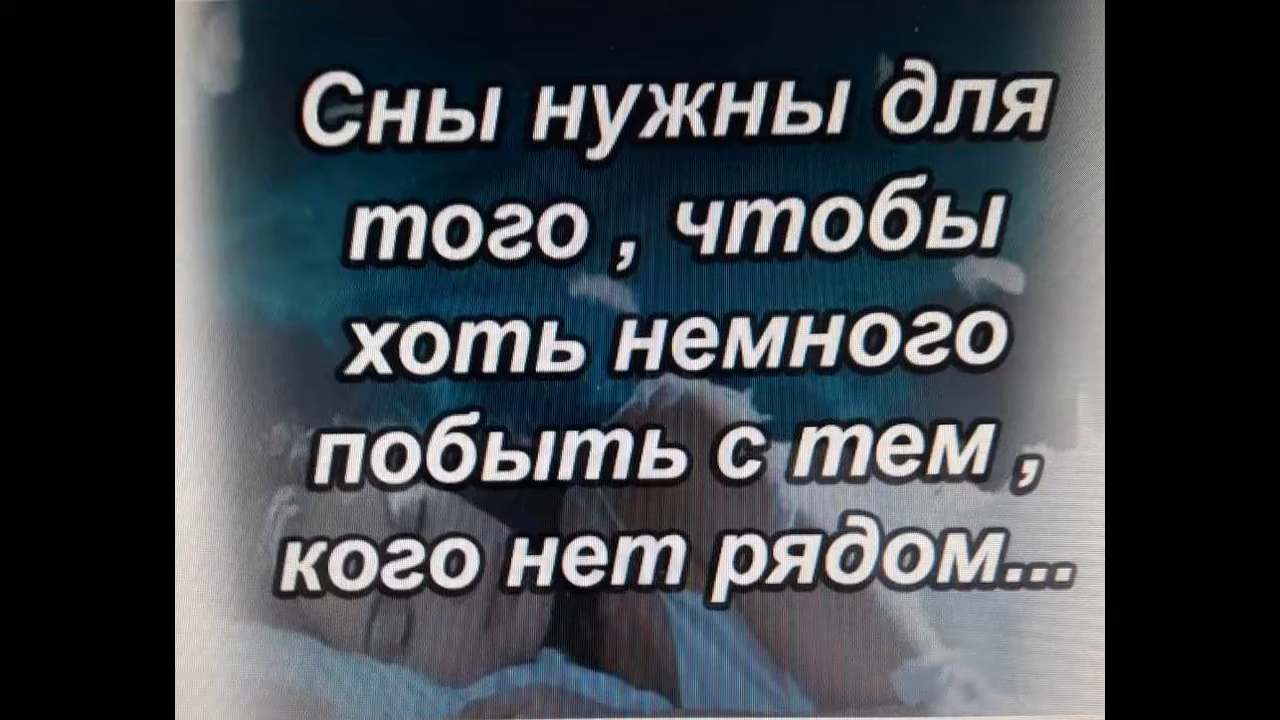 Сны нужны для
того , чтобы
хоть немного
побыть с тем ,
кого нет рядом...